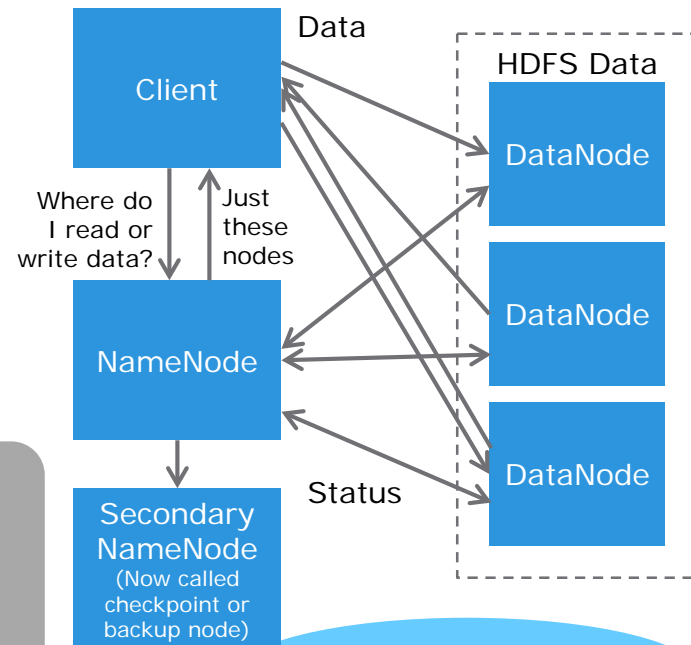 Data
HDFS Data
Client
DataNode
Where do
I read or
write data?
Just
these
nodes
DataNode
NameNode
DataNode
Status
Secondary
NameNode
(Now called
checkpoint or
backup node)